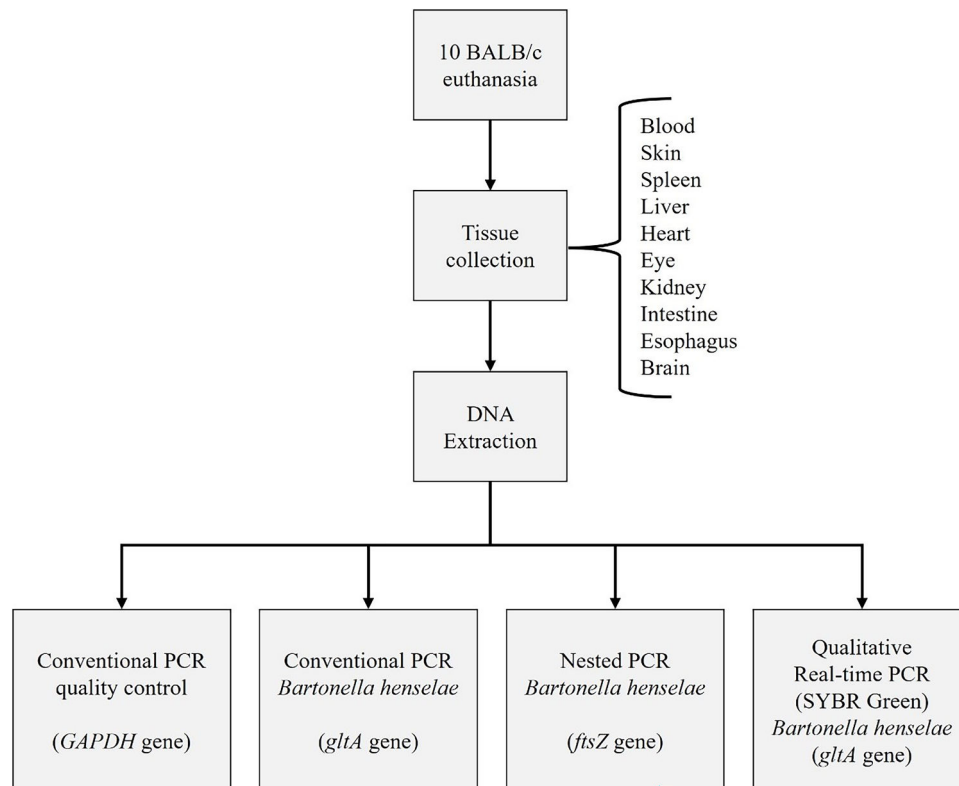 10 BALB/c
euthanasia
Tissue
collection
Blood
Skin
Spleen
Liver
Heart
Eye
Kidney
Intestine
Esophagus
Brain
DNA
Extraction
Conventional PCR
quality control
(GAPDH gene)
Conventional PCR
Bartonella henselae
(gltA gene)
Nested PCR
Bartonella henselae
(ftsZ gene)
Qualitative
Real-time PCR
(SYBR Green)
Bartonella henselae
(gltA gene)